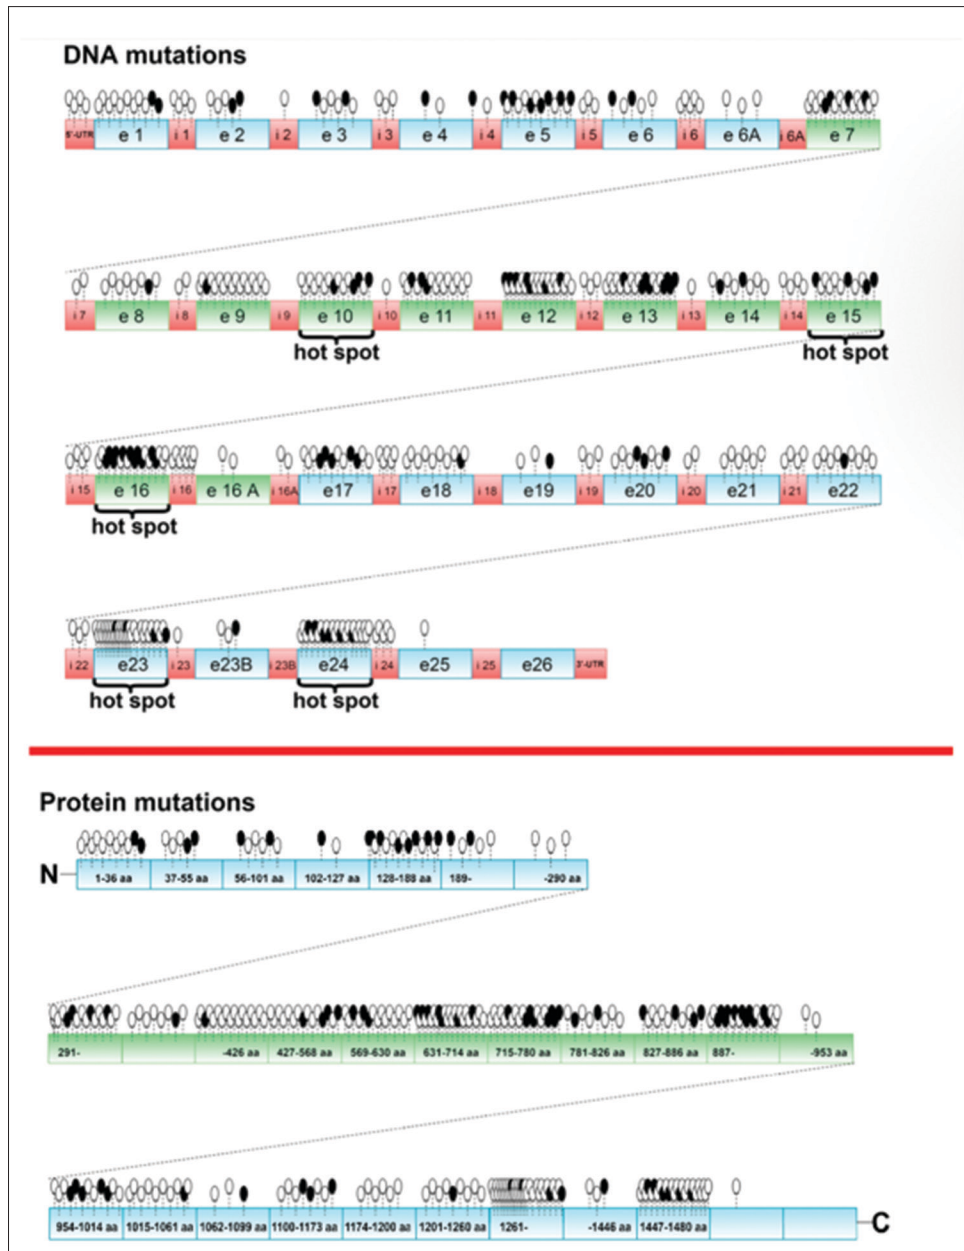 DNA mutations
5'-UTR e 1 i 1 e 2 i 2 e 3 i 3 e 4 i 4 e 5 i 5 e 6 i 6 e 6A i 6A e 7
i 7 e 8 i 8 e 9 i 9 e 10 i 10 e 11 i 11 e 12 i 12 e 13 i 13 e 14 i 14 e 15
hot spot hot spot
i 15 e 16 i 16 e 16 A i 16A e17 i 17 e18 i 18 e19 i 19 e20 i 20 e21 i 21 e22
hot spot
i 22 e23 i 23 e23B i 23B e24 i 24 e25 i 25 e26 3'-UTR
hot spot hot spot
Protein mutations
N 1-36 aa 37-55 aa 56-101 aa 102-127 aa 128-188 aa 189- -290 aa
291- -426 aa 427-568 aa 569-630 aa 631-714 aa 715-780 aa 781-826 aa 827-886 aa 887- -953 aa
954-1014 aa 1015-1061 aa 1062-1099 aa 1100-1173 aa 1174-1200 aa 1201-1260 aa 1261- -1446 aa 1447-1480 aa C